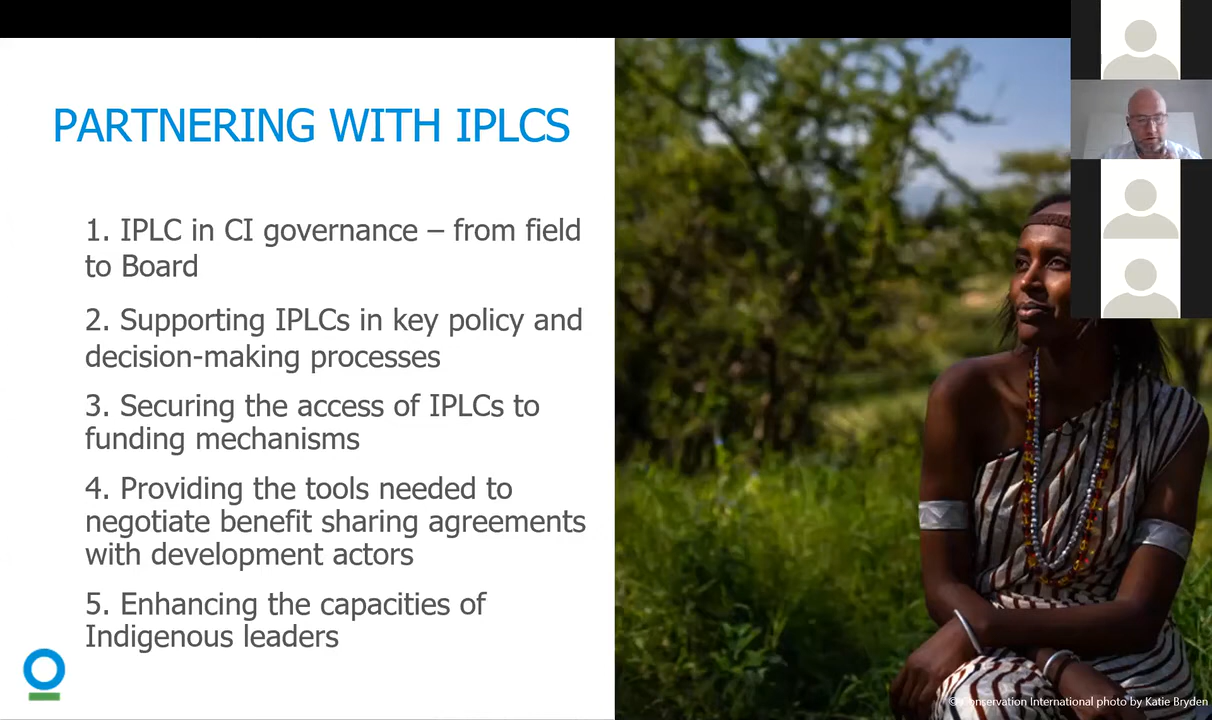 PARTNERING WITH IPLCS
1. IPLC in CI governance – from field
to Board
2. Supporting IPLCs in key policy and
decision-making processes
3. Securing the access of IPLCs to
funding mechanisms
4. Providing the tools needed to
negotiate benefit sharing agreements
with development actors
5. Enhancing the capacities of
Indigenous leaders
© Conservation International photo by Katie Bryden